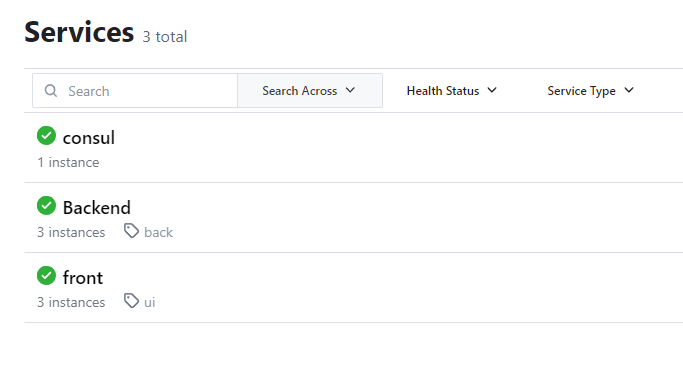 Services 3 total
Search Search Across Health Status Service Type
consul
1 instance
Backend
3 instances back
front
3 instances ui